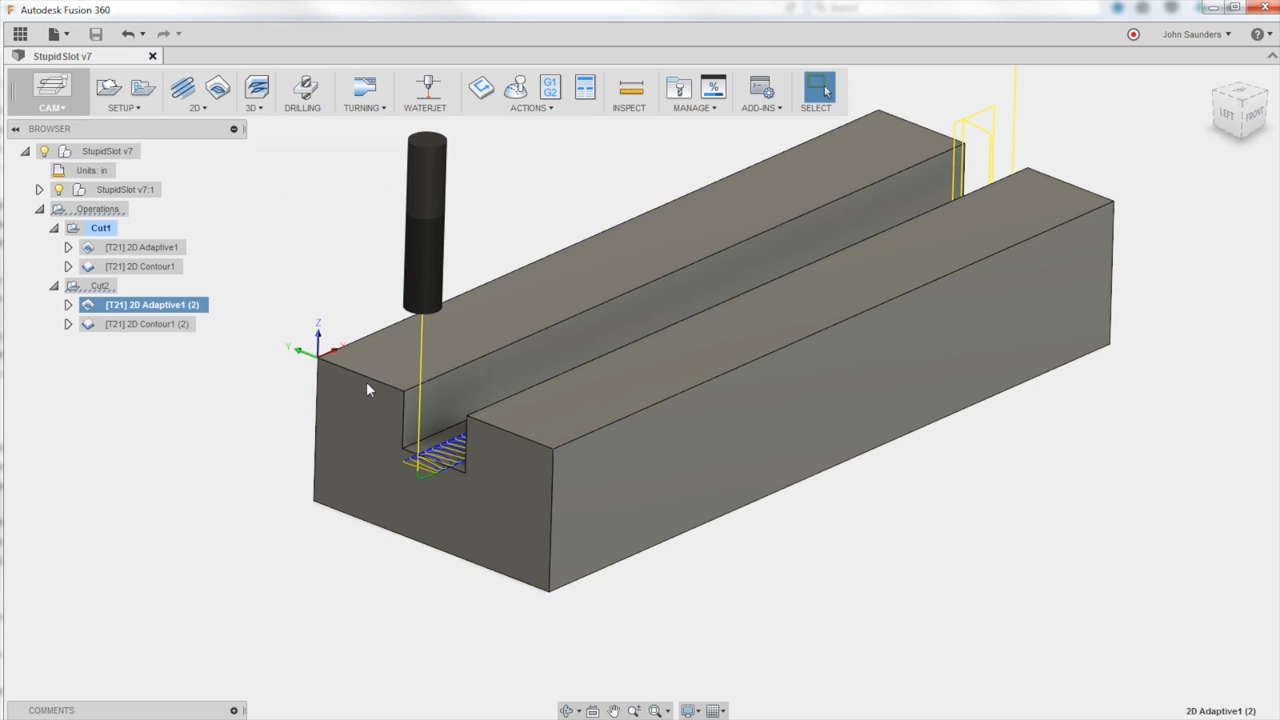 Autodesk Fusion 360
John Saunders
StupidSlot v7
G1
G2
%
CAM
SETUP
2D
3D
DRILLING
TURNING
WATERJET
ACTIONS
INSPECT
MANAGE
ADD-INS
SELECT
LEFT
FRONT
BROWSER
StupidSlot v7
Units: in
StupidSlot v7:1
Operations
Cut1
[T21] 2D Adaptive1
[T21] 2D Contour1
Cut2
[T21] 2D Adaptive1 (2)
[T21] 2D Contour1 (2)
Z
Y
X
COMMENTS
2D Adaptive1 (2)